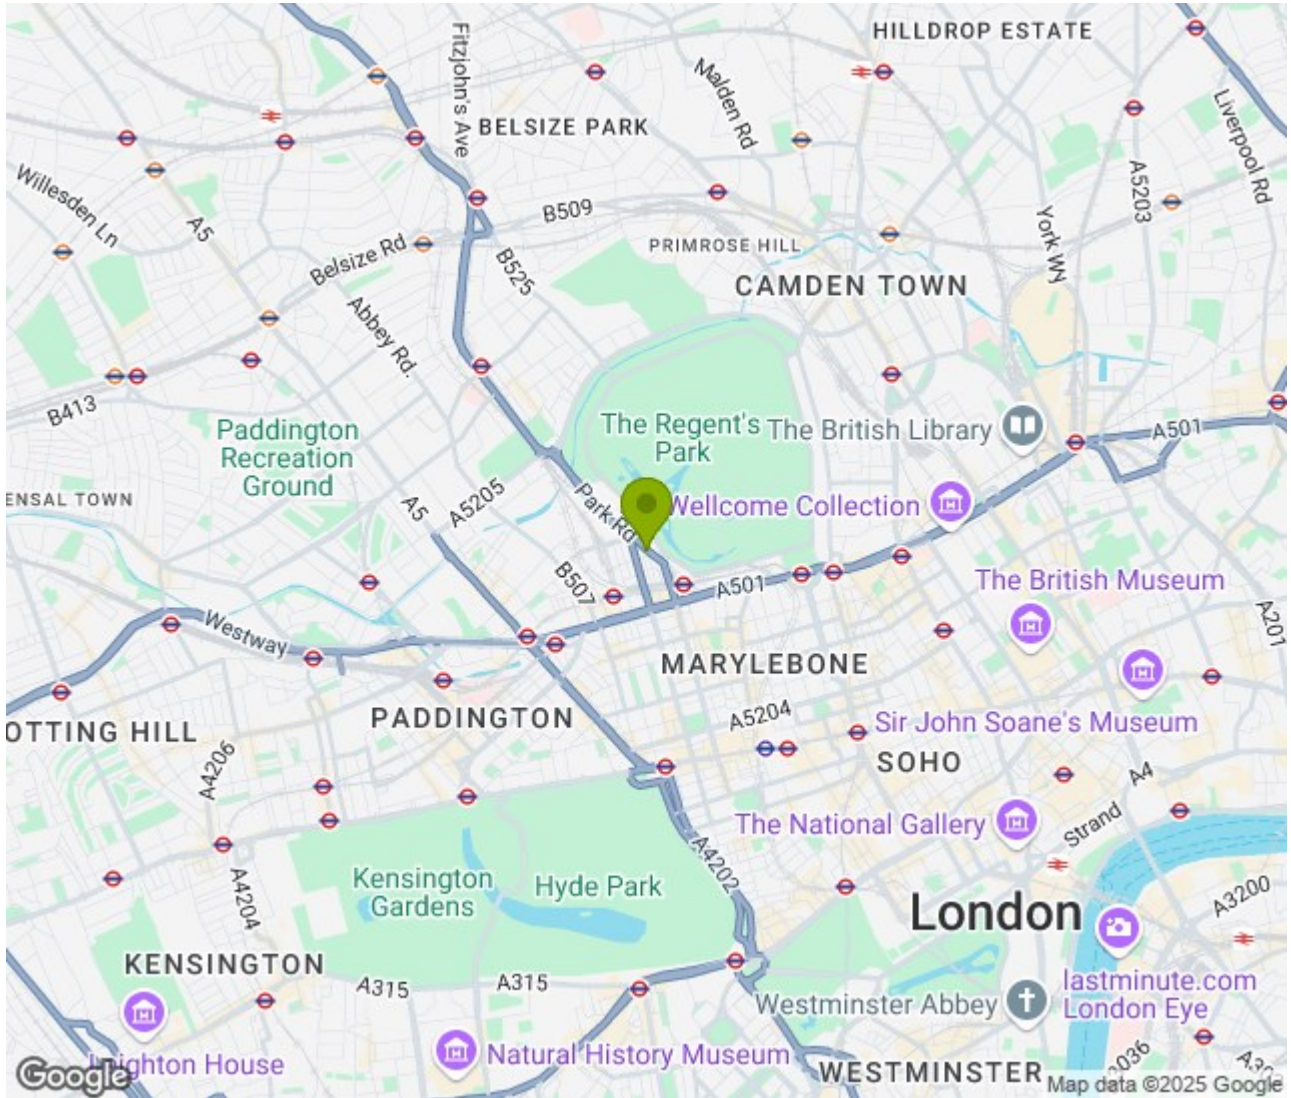 HILLDROP ESTATE
Fitzjohn's Ave
Malden Rd
Liverpool Rd
BELSIZE PARK
Willesden Ln
A5
A5203
B509
York Wy
PRIMROSE HILL
Belsize Rd
B525
CAMDEN TOWN
Abbey Rd.
B413
Paddington
Recreation
Ground
The Regent's
Park
The British Library
A501
ENSAL TOWN
A5
A5205
Park Rd
Wellcome Collection
B507
A501
The British Museum
A201
Westway
MARYLEBONE
PADDINGTON
A5204
Sir John Soane's Museum
OTTING HILL
A4206
SOHO
A4
The National Gallery
Strand
A4202
Kensington
Gardens
Hyde Park
A4204
A3200
London
KENSINGTON
A315
A315
Westminster Abbey
lastminute.com
London Eye
Leighton House
Natural History Museum
WESTMINSTER
Google
Map data ©2025 Google